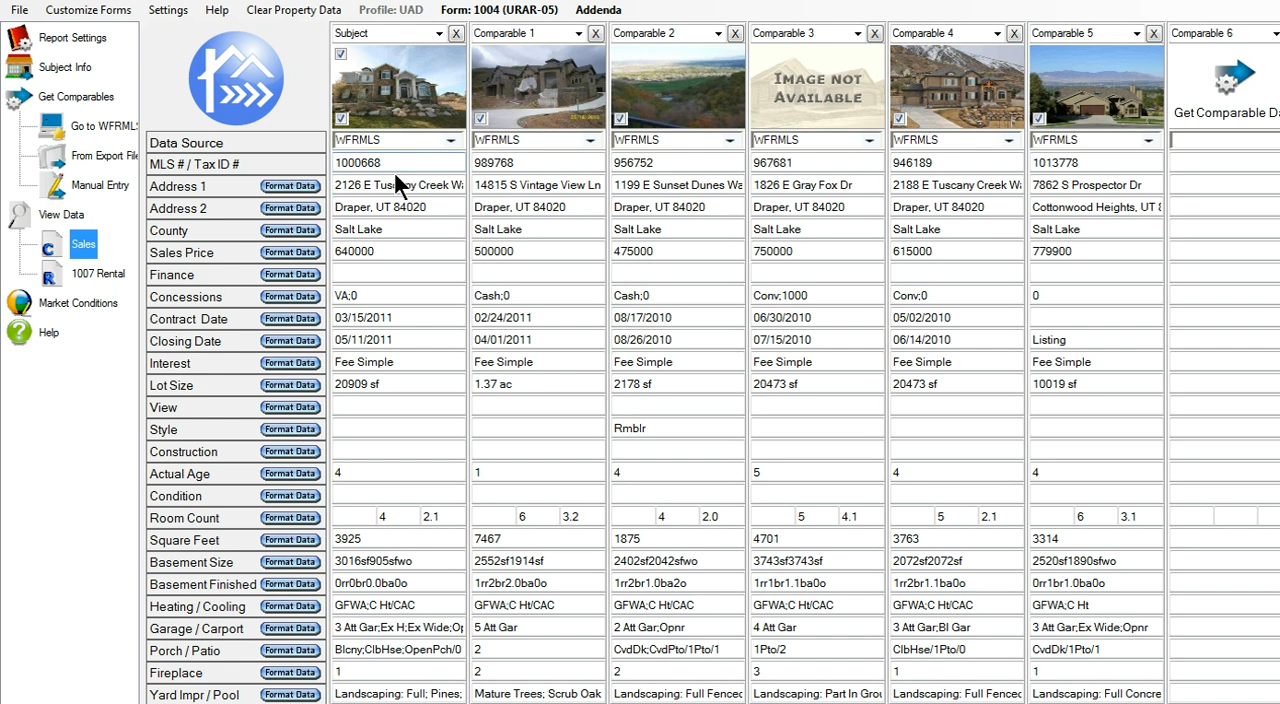 File Customize Forms Settings Help Clear Property Data Profile: UAD Form: 1004 (URAR-05) Addenda
Report Settings
Subject Info
Get Comparables
Go to WFRMLS
From Export File
Manual Entry
View Data
Sales
1007 Rental
Market Conditions
Help
Subject X Comparable 1 X Comparable 2 X Comparable 3 X Comparable 4 X Comparable 5 X Comparable 6
IMAGE NOT
AVAILABLE
Get Comparable Da
Data Source WFRMLS WFRMLS WFRMLS WFRMLS WFRMLS WFRMLS
MLS # / Tax ID # 1000668 989768 956752 967681 946189 1013778
Address 1 Format Data 2126 E Tuscany Creek Wa 14815 S Vintage View Ln 1199 E Sunset Dunes Wa 1826 E Gray Fox Dr 2188 E Tuscany Creek Wa 7862 S Prospector Dr
Address 2 Format Data Draper, UT 84020 Draper, UT 84020 Draper, UT 84020 Draper, UT 84020 Draper, UT 84020 Cottonwood Heights, UT 8
County Format Data Salt Lake Salt Lake Salt Lake Salt Lake Salt Lake Salt Lake
Sales Price Format Data 640000 500000 475000 750000 615000 779900
Finance Format Data
Concessions Format Data VA;0 Cash;0 Cash;0 Conv;1000 Conv;0 0
Contract Date Format Data 03/15/2011 02/24/2011 08/17/2010 06/30/2010 05/02/2010
Closing Date Format Data 05/11/2011 04/01/2011 08/26/2010 07/15/2010 06/14/2010 Listing
Interest Format Data Fee Simple Fee Simple Fee Simple Fee Simple Fee Simple Fee Simple
Lot Size Format Data 20909 sf 1.37 ac 2178 sf 20473 sf 20473 sf 10019 sf
View Format Data
Style Format Data Rmblr
Construction Format Data
Actual Age Format Data 4 1 4 5 4 4
Condition Format Data
Room Count Format Data 4 2.1 6 3.2 4 2.0 5 4.1 5 2.1 6 3.1
Square Feet Format Data 3925 7467 1875 4701 3763 3314
Basement Size Format Data 3016sf905sfwo 2552sf1914sf 2402sf2042sfwo 3743sf3743sf 2072sf2072sf 2520sf1890sfwo
Basement Finished Format Data 0rr0br0.0ba0o 1rr2br2.0ba0o 1rr2br1.0ba2o 1rr1br1.1ba0o 1rr2br1.1ba0o 0rr1br1.0ba0o
Heating / Cooling Format Data GFWA;C Ht/CAC GFWA;C Ht/CAC GFWA;C Ht/CAC GFWA;C Ht/CAC GFWA;C Ht/CAC GFWA;C Ht
Garage / Carport Format Data 3 Att Gar;Ex H;Ex Wide;Op 5 Att Gar 2 Att Gar;Opnr 4 Att Gar 3 Att Gar;Bl Gar 3 Att Gar;Ex Wide;Opnr
Porch / Patio Format Data Blcny;ClbHse;OpenPch/0 2 CvdDk;CvdPto/1Pto/1 1Pto/2 ClbHse/1Pto/0 CvdDk/1Pto/1
Fireplace Format Data 1 2 2 3 1 1
Yard Impr / Pool Format Data Landscaping: Full; Pines; Mature Trees; Scrub Oak Landscaping: Full Fenc Landscaping: Part In Grou Landscaping: Full Fenced Landscaping: Full Concre